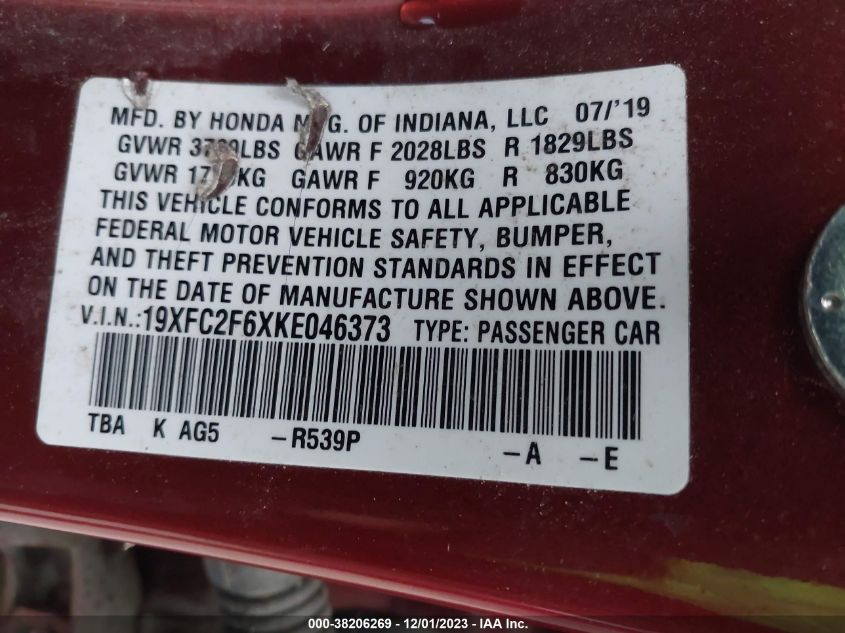 MFD. BY HONDA OF INDIANA, LLC 07/'19
GVWR GAWR F 2028LBS R 1829LBS
GVWR GAWR F 920KG R 830KG
THIS VEHICLE CONFORMS TO ALL APPLICABLE
FEDERAL MOTOR VEHICLE SAFETY, BUMPER,
AND THEFT PREVENTION STANDARDS IN EFFECT
ON THE DATE OF MANUFACTURE SHOWN ABOVE.
V.I.N.:19XFC2F6XKE046373 TYPE: PASSENGER CAR
TBA K AG5 -R539P -A -E
000-38206269 - 12/01/2023 - IAA Inc.